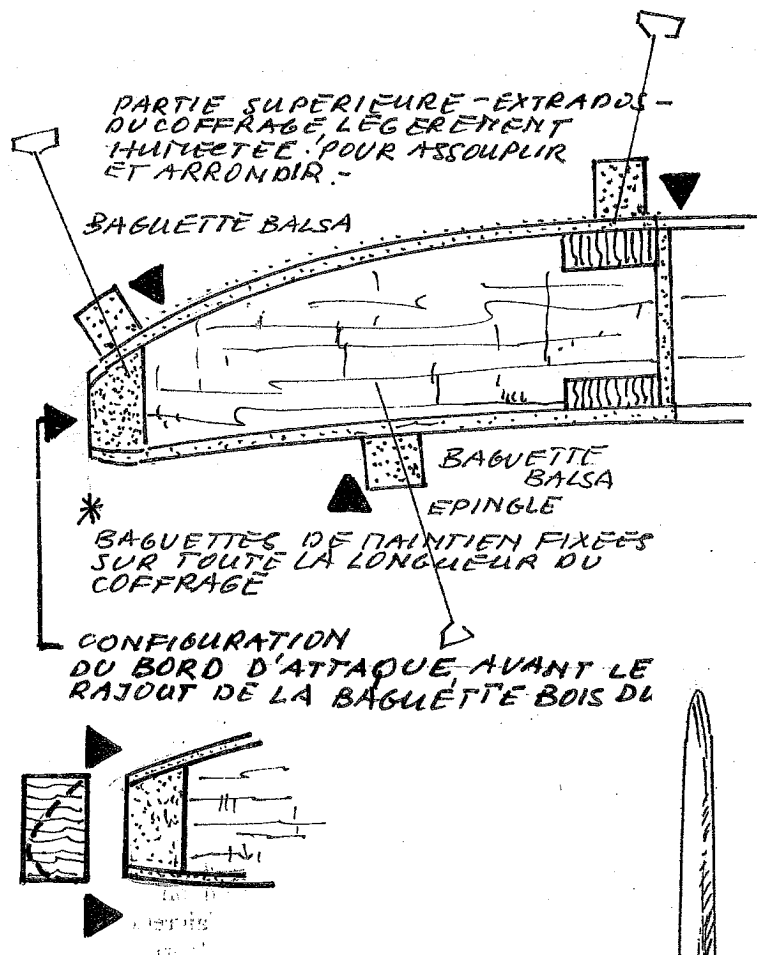 PARTIE SUPERIEURE - EXTRADOS -
DU COFFRAGE, LÉGEREMENT
HUMECTEE. POUR ASSOUPLIR
ET ARRONDIR.-
BAGUETTE BALSA
BAGUETTE
BALSA
EPINGLE
*
BAGUETTES DE MAINTIEN FIXEES
SUR TOUTE LA LONGUEUR DU
COFFRAGE
CONFIGURATION
DU BORD D'ATTAQUE, AVANT LE
RAJOUT DE LA BAGUETTE BOIS DU